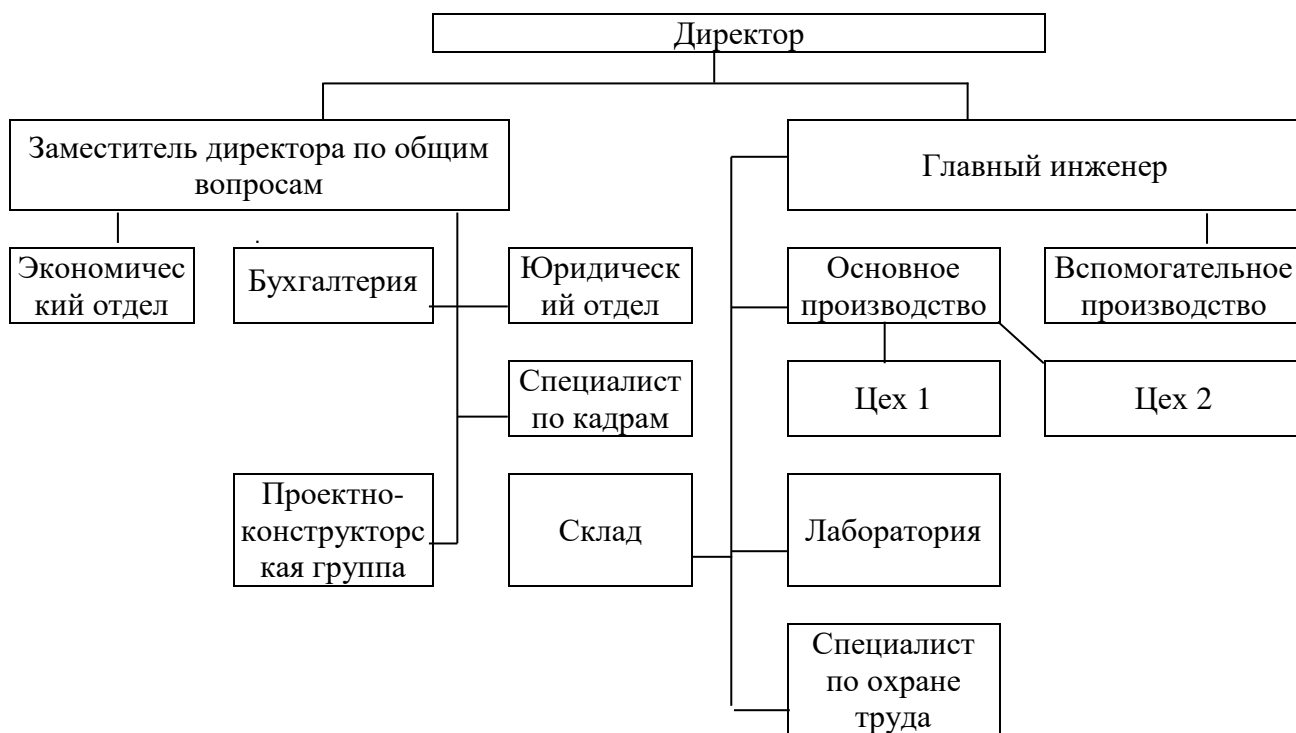 Директор
Заместитель директора по общим
вопросам
Главный инженер
Экономичес
кий отдел
Бухгалтерия
Юридическ
ий отдел
Основное
производство
Вспомогательное
производство
Специалист
по кадрам
Цех 1
Цех 2
Проектно-
конструкторс
кая группа
Склад
Лаборатория
Специалист
по охране
труда